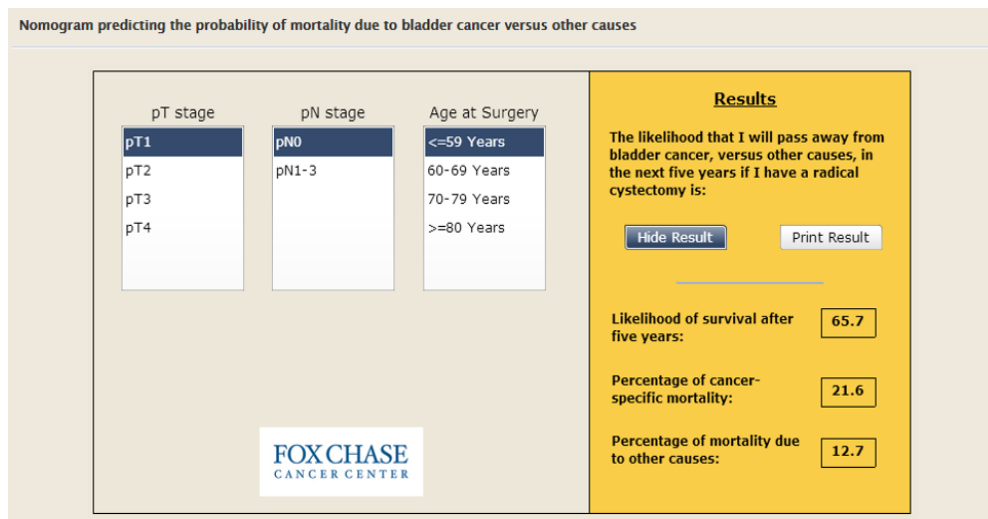 Nomogram predicting the probability of mortality due to bladder cancer versus other causes
pT stage
pT1
pT2
pT3
pT4
pN stage
pN0
pN1-3
Age at Surgery
<=59 Years
60-69 Years
70-79 Years
>=80 Years
FOX CHASE
CANCER CENTER
Results
The likelihood that I will pass away from
bladder cancer, versus other causes, in
the next five years if I have a radical
cystectomy is:
Hide Result
Print Result
Likelihood of survival after
five years:
65.7
Percentage of cancer-
specific mortality:
21.6
Percentage of mortality due
to other causes:
12.7